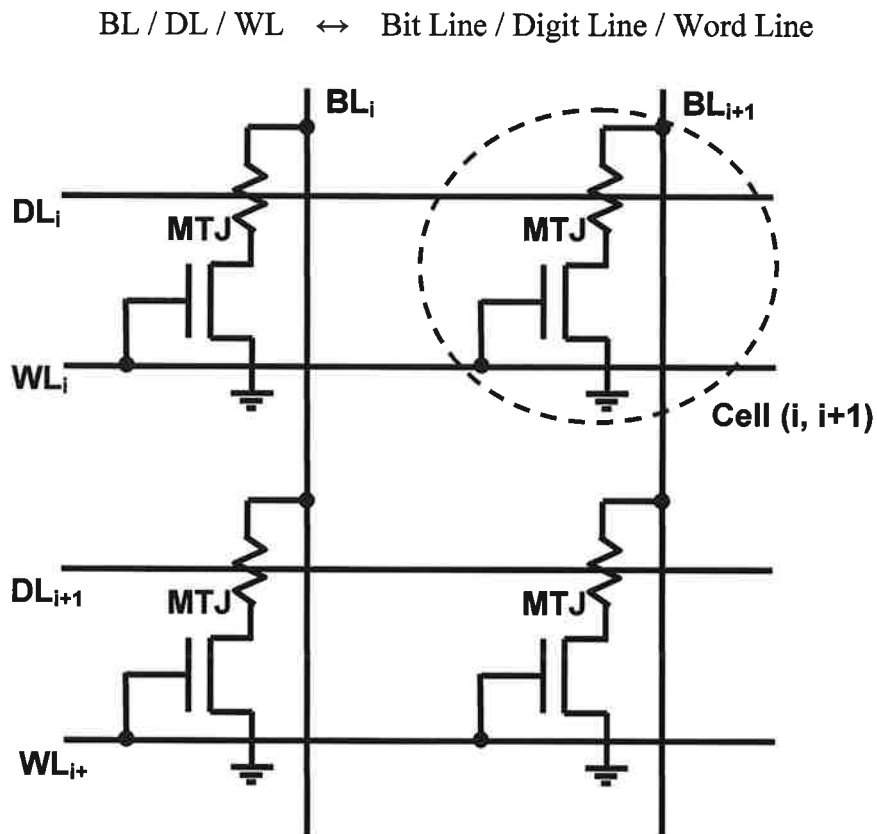 BL / DL / WL ↔ Bit Line / Digit Line / Word Line
BLi
BLi+1
DLi
MTJ
MTJ
WLi
Cell (i, i+1)
DLi+1
MTJ
MTJ
WLi+